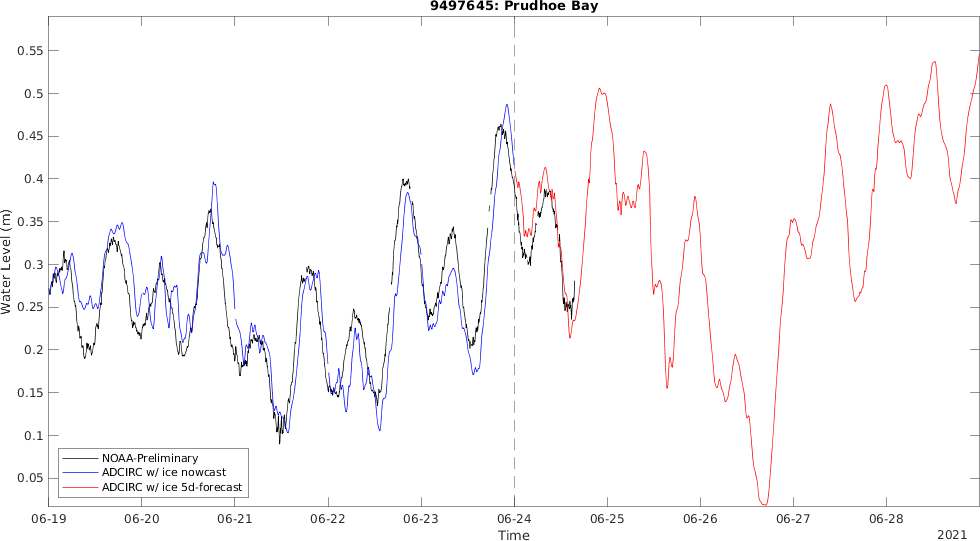 9497645: Prudhoe Bay
0.55
0.5
0.45
0.4
0.35
0.3
0.25
0.2
0.15
0.1
0.05
Water Level (m)
NOAA-Preliminary
ADCIRC w/ ice nowcast
ADCIRC w/ ice 5d-forecast
06-19 06-20 06-21 06-22 06-23 06-24 06-25 06-26 06-27 06-28
Time
2021